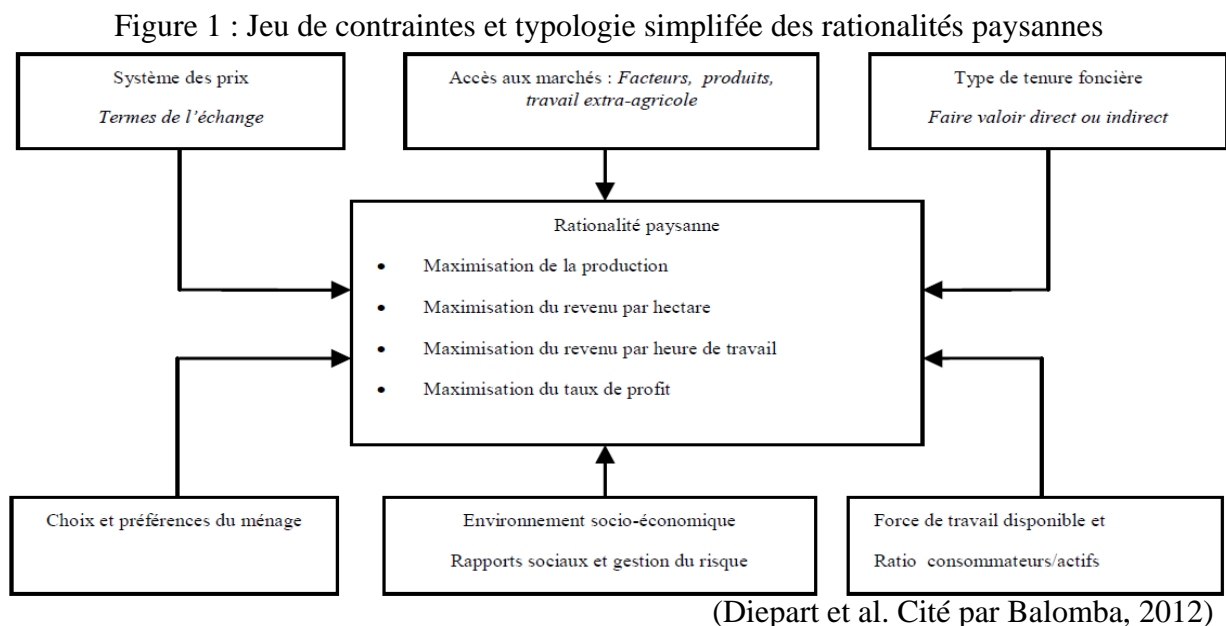 Figure 1 : Jeu de contraintes et typologie simplifée des rationalités paysannes
Système des prix
Termes de l'échange
Accès aux marchés : Facteurs, produits,
travail extra-agricole
Type de tenure foncière
Faire valoir direct ou indirect
Rationalité paysanne
• Maximisation de la production
• Maximisation du revenu par hectare
• Maximisation du revenu par heure de travail
• Maximisation du taux de profit
Choix et préférences du ménage
Environnement socio-économique
Rapports sociaux et gestion du risque
Force de travail disponible et
Ratio consommateurs/actifs
(Diepart et al. Cité par Balomba, 2012)